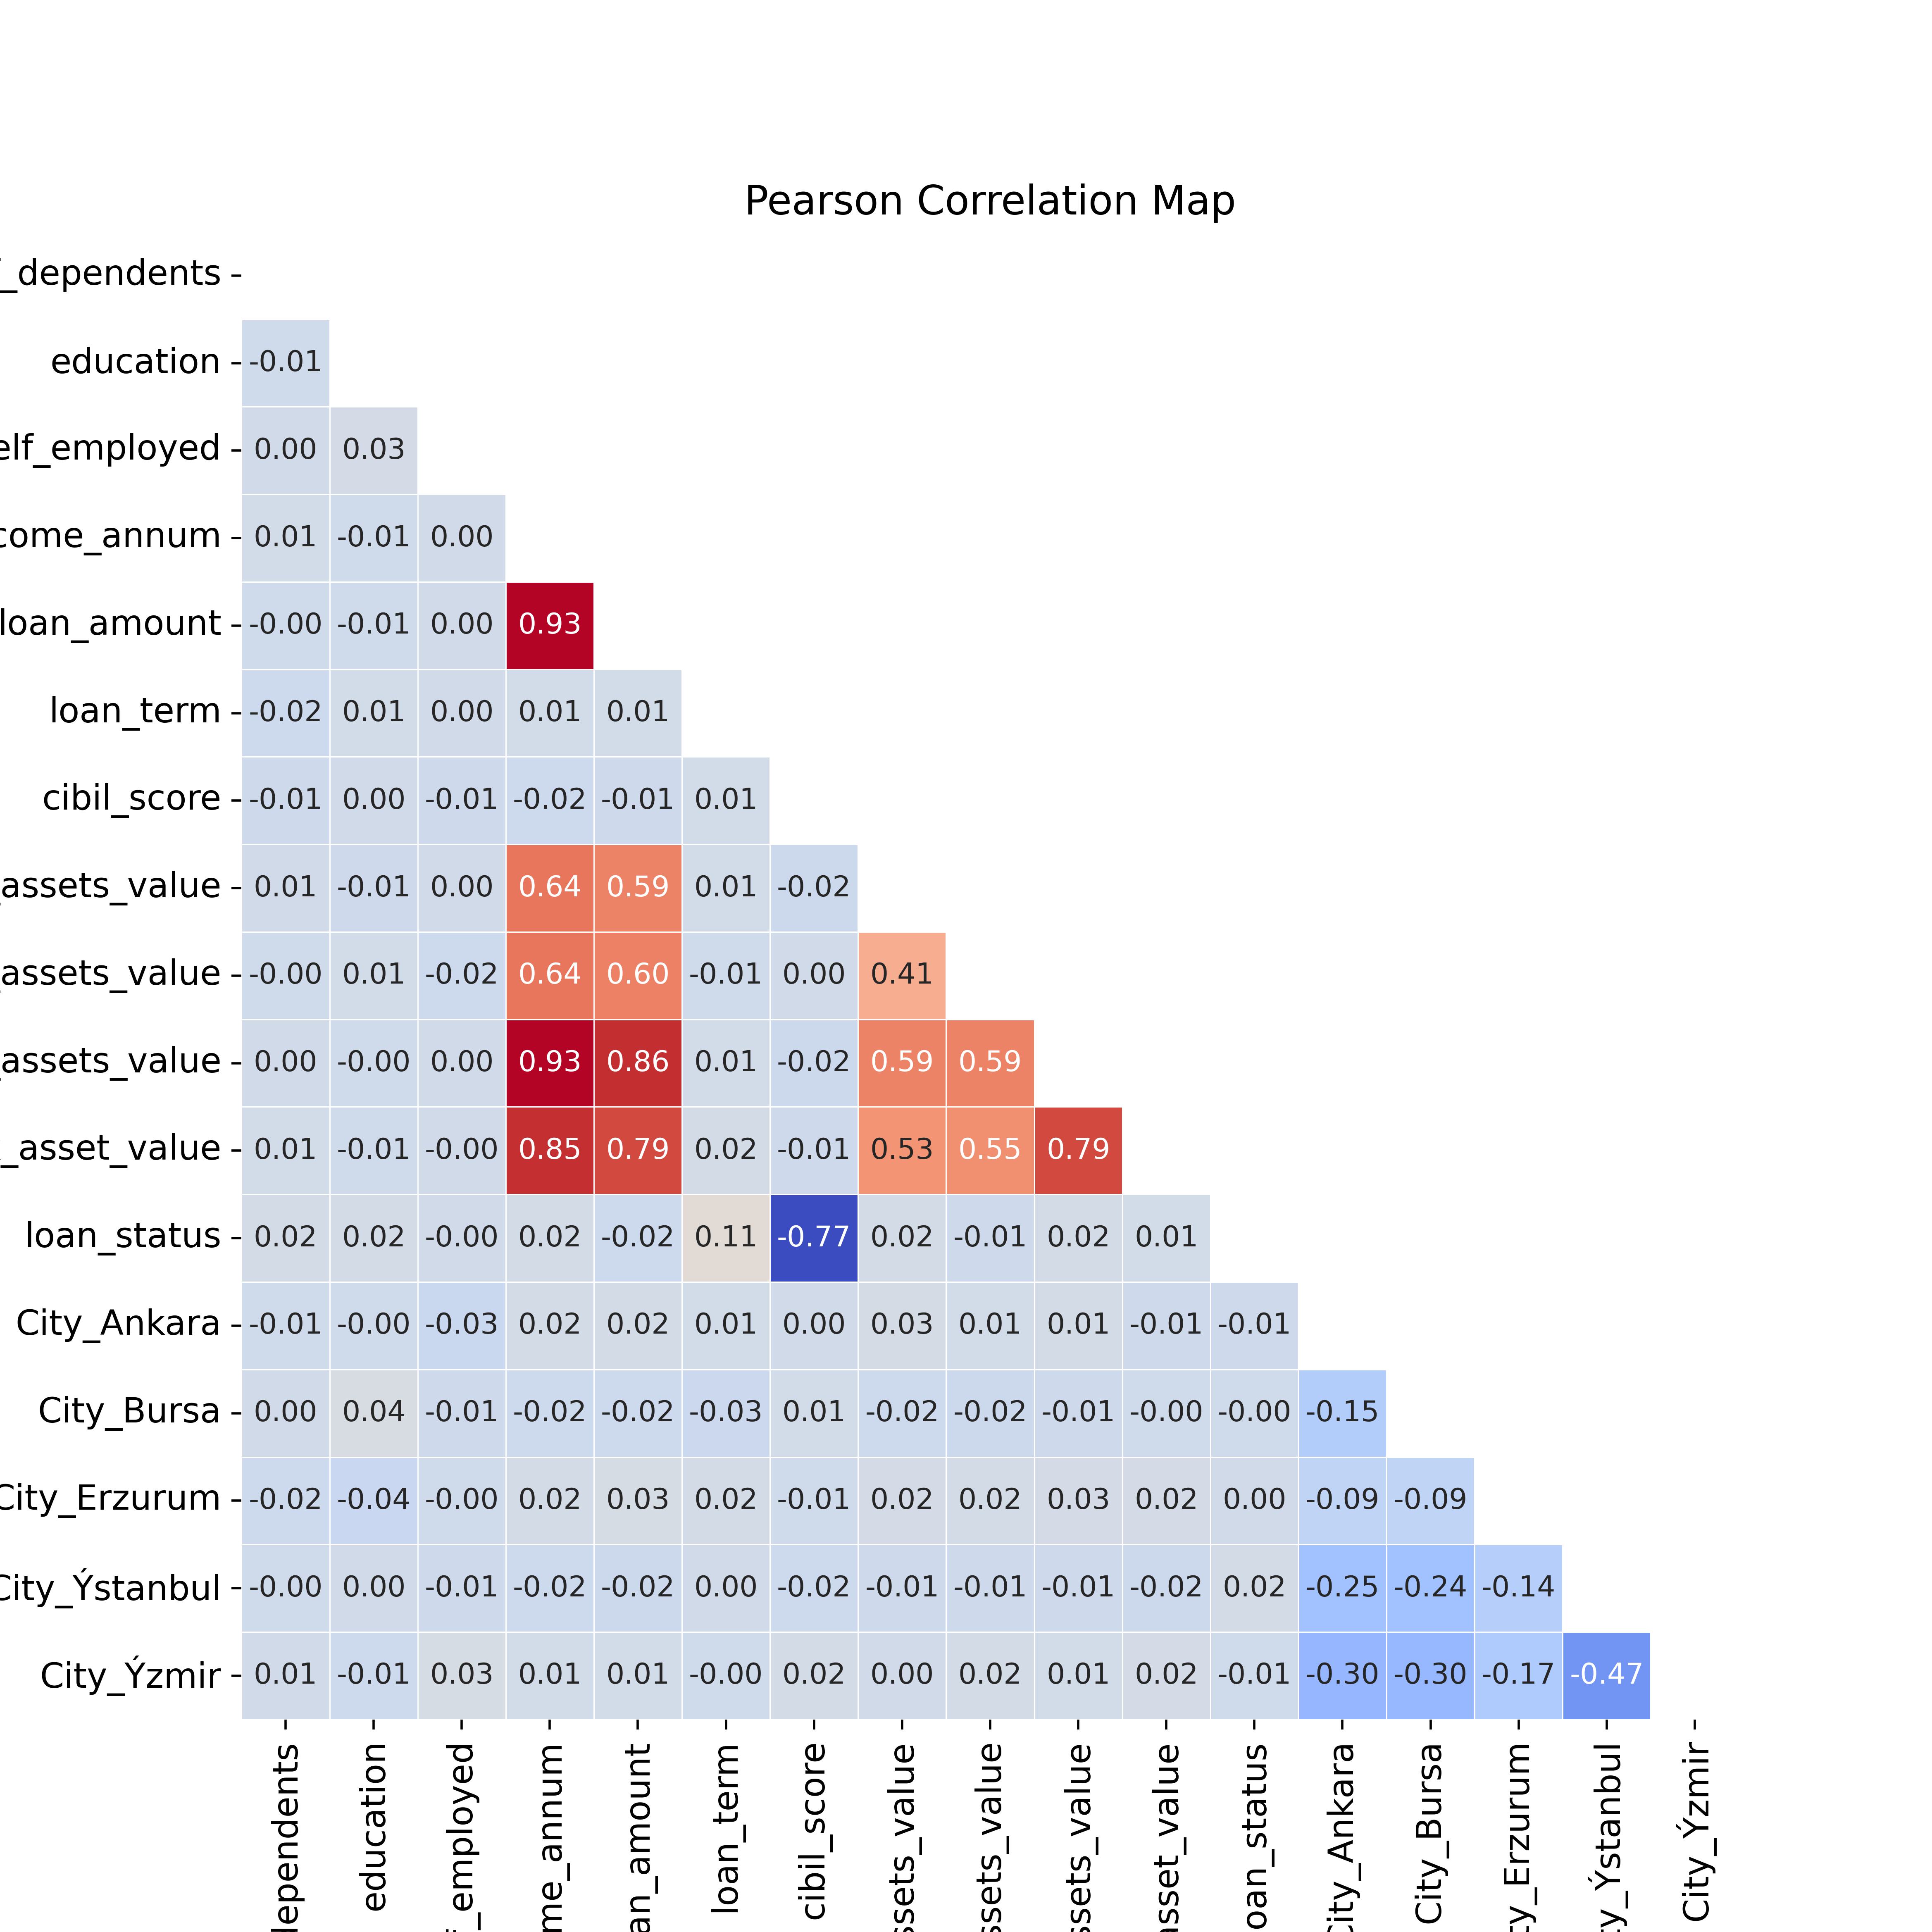 Pearson Correlation Map
_dependents
education -0.01
elf_employed 0.00 0.03
come_annum 0.01 -0.01 0.00
loan_amount -0.00 -0.01 0.00 0.93
loan_term -0.02 0.01 0.00 0.01 0.01
cibil_score -0.01 0.00 -0.01 -0.02 -0.01 0.01
_assets_value 0.01 -0.01 0.00 0.64 0.59 0.01 -0.02
_assets_value -0.00 0.01 -0.02 0.64 0.60 -0.01 0.00 0.41
_assets_value 0.00 -0.00 0.00 0.93 0.86 0.01 -0.02 0.59 0.59
_asset_value 0.01 -0.01 -0.00 0.85 0.79 0.02 -0.01 0.53 0.55 0.79
loan_status 0.02 0.02 -0.00 0.02 -0.02 0.11 -0.77 0.02 -0.01 0.02 0.01
City_Ankara -0.01 -0.00 -0.03 0.02 0.02 0.01 0.00 0.03 0.01 0.01 -0.01 -0.01
City_Bursa 0.00 0.04 -0.01 -0.02 -0.02 -0.03 0.01 -0.02 -0.02 -0.01 -0.00 -0.00 -0.15
City_Erzurum -0.02 -0.04 -0.00 0.02 0.03 0.02 -0.01 0.02 0.02 0.03 0.02 0.00 -0.09 -0.09
City_Ýstanbul -0.00 0.00 -0.01 -0.02 -0.02 0.00 -0.02 -0.01 -0.01 -0.01 -0.02 0.02 -0.25 -0.24 -0.14
City_Ýzmir 0.01 -0.01 0.03 0.01 0.01 -0.00 0.02 0.00 0.02 0.01 0.02 -0.01 -0.30 -0.30 -0.17 -0.47
dependents
education
_employed
me_annum
an_amount
loan_term
cibil_score
ssets_value
ssets_value
ssets_value
asset_value
oan_status
City_Ankara
City_Bursa
ty_Erzurum
ty_Ýstanbul
City_Ýzmir